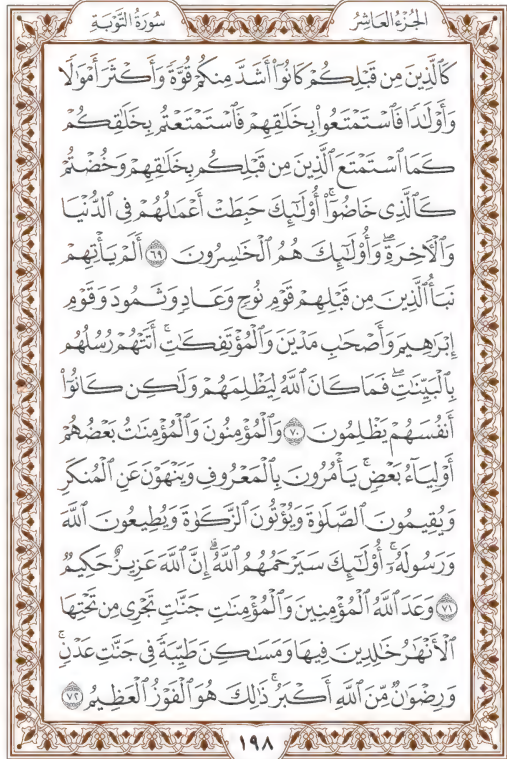 الجُزْءُ العَاشِرُ
سُورَةُ التَّوْبَةِ
كَٱلَّذِينَ مِن قَبْلِكُمْ كَانُوٓا۟ أَشَدَّ مِنكُمْ قُوَّةً وَأَكْثَرَ أَمْوَٰلًا
وَأَوْلَٰدًا فَٱسْتَمْتَعُوا۟ بِخَلَٰقِهِمْ فَٱسْتَمْتَعْتُم بِخَلَٰقِكُمْ
كَمَا ٱسْتَمْتَعَ ٱلَّذِينَ مِن قَبْلِكُم بِخَلَٰقِهِمْ وَخُضْتُمْ
كَٱلَّذِى خَاضُوٓا۟ ۚ أُو۟لَٰٓئِكَ حَبِطَتْ أَعْمَٰلُهُمْ فِى ٱلدُّنْيَا
وَٱلْءَاخِرَةِ ۖ وَأُو۟لَٰٓئِكَ هُمُ ٱلْخَٰسِرُونَ ٦٩ أَلَمْ يَأْتِهِمْ
نَبَأُ ٱلَّذِينَ مِن قَبْلِهِمْ قَوْمِ نُوحٍ وَعَادٍ وَثَمُودَ وَقَوْمِ
إِبْرَٰهِيمَ وَأَصْحَٰبِ مَدْيَنَ وَٱلْمُؤْتَفِكَٰتِ ۚ أَتَتْهُمْ رُسُلُهُم
بِٱلْبَيِّنَٰتِ ۖ فَمَا كَانَ ٱللَّهُ لِيَظْلِمَهُمْ وَلَٰكِن كَانُوٓا۟
أَنفُسَهُمْ يَظْلِمُونَ ٧٠ وَٱلْمُؤْمِنُونَ وَٱلْمُؤْمِنَٰتُ بَعْضُهُمْ
أَوْلِيَآءُ بَعْضٍ ۚ يَأْمُرُونَ بِٱلْمَعْرُوفِ وَيَنْهَوْنَ عَنِ ٱلْمُنكَرِ
وَيُقِيمُونَ ٱلصَّلَوٰةَ وَيُؤْتُونَ ٱلزَّكَوٰةَ وَيُطِيعُونَ ٱللَّهَ
وَرَسُولَهُۥٓ ۚ أُو۟لَٰٓئِكَ سَيَرْحَمُهُمُ ٱللَّهُ ۗ إِنَّ ٱللَّهَ عَزِيزٌ حَكِيمٌ
٧١ وَعَدَ ٱللَّهُ ٱلْمُؤْمِنِينَ وَٱلْمُؤْمِنَٰتِ جَنَّٰتٍ تَجْرِى مِن تَحْتِهَا
ٱلْأَنْهَٰرُ خَٰلِدِينَ فِيهَا وَمَسَٰكِنَ طَيِّبَةً فِى جَنَّٰتِ عَدْنٍ ۚ
وَرِضْوَٰنٌ مِّنَ ٱللَّهِ أَكْبَرُ ۚ ذَٰلِكَ هُوَ ٱلْفَوْزُ ٱلْعَظِيمُ ٧٢
١٩٨